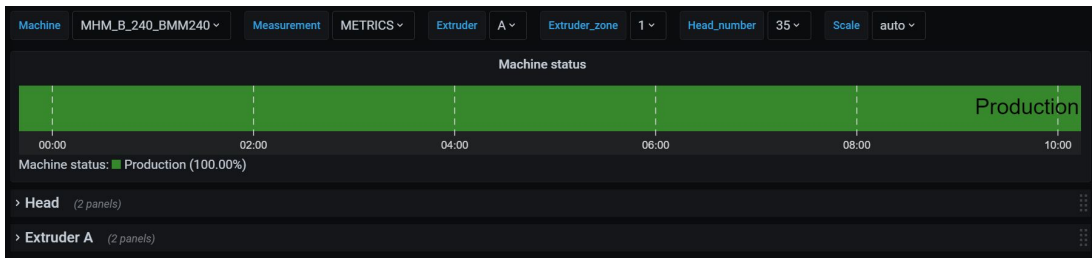 Machine MHM_B_240_BMM240 Measurement METRICS Extruder A Extruder_zone 1 Head_number 35 Scale auto
Machine status
Production
00:00 02:00 04:00 06:00 08:00 10:00
Machine status: Production (100.00%)
Head (2 panels)
Extruder A (2 panels)